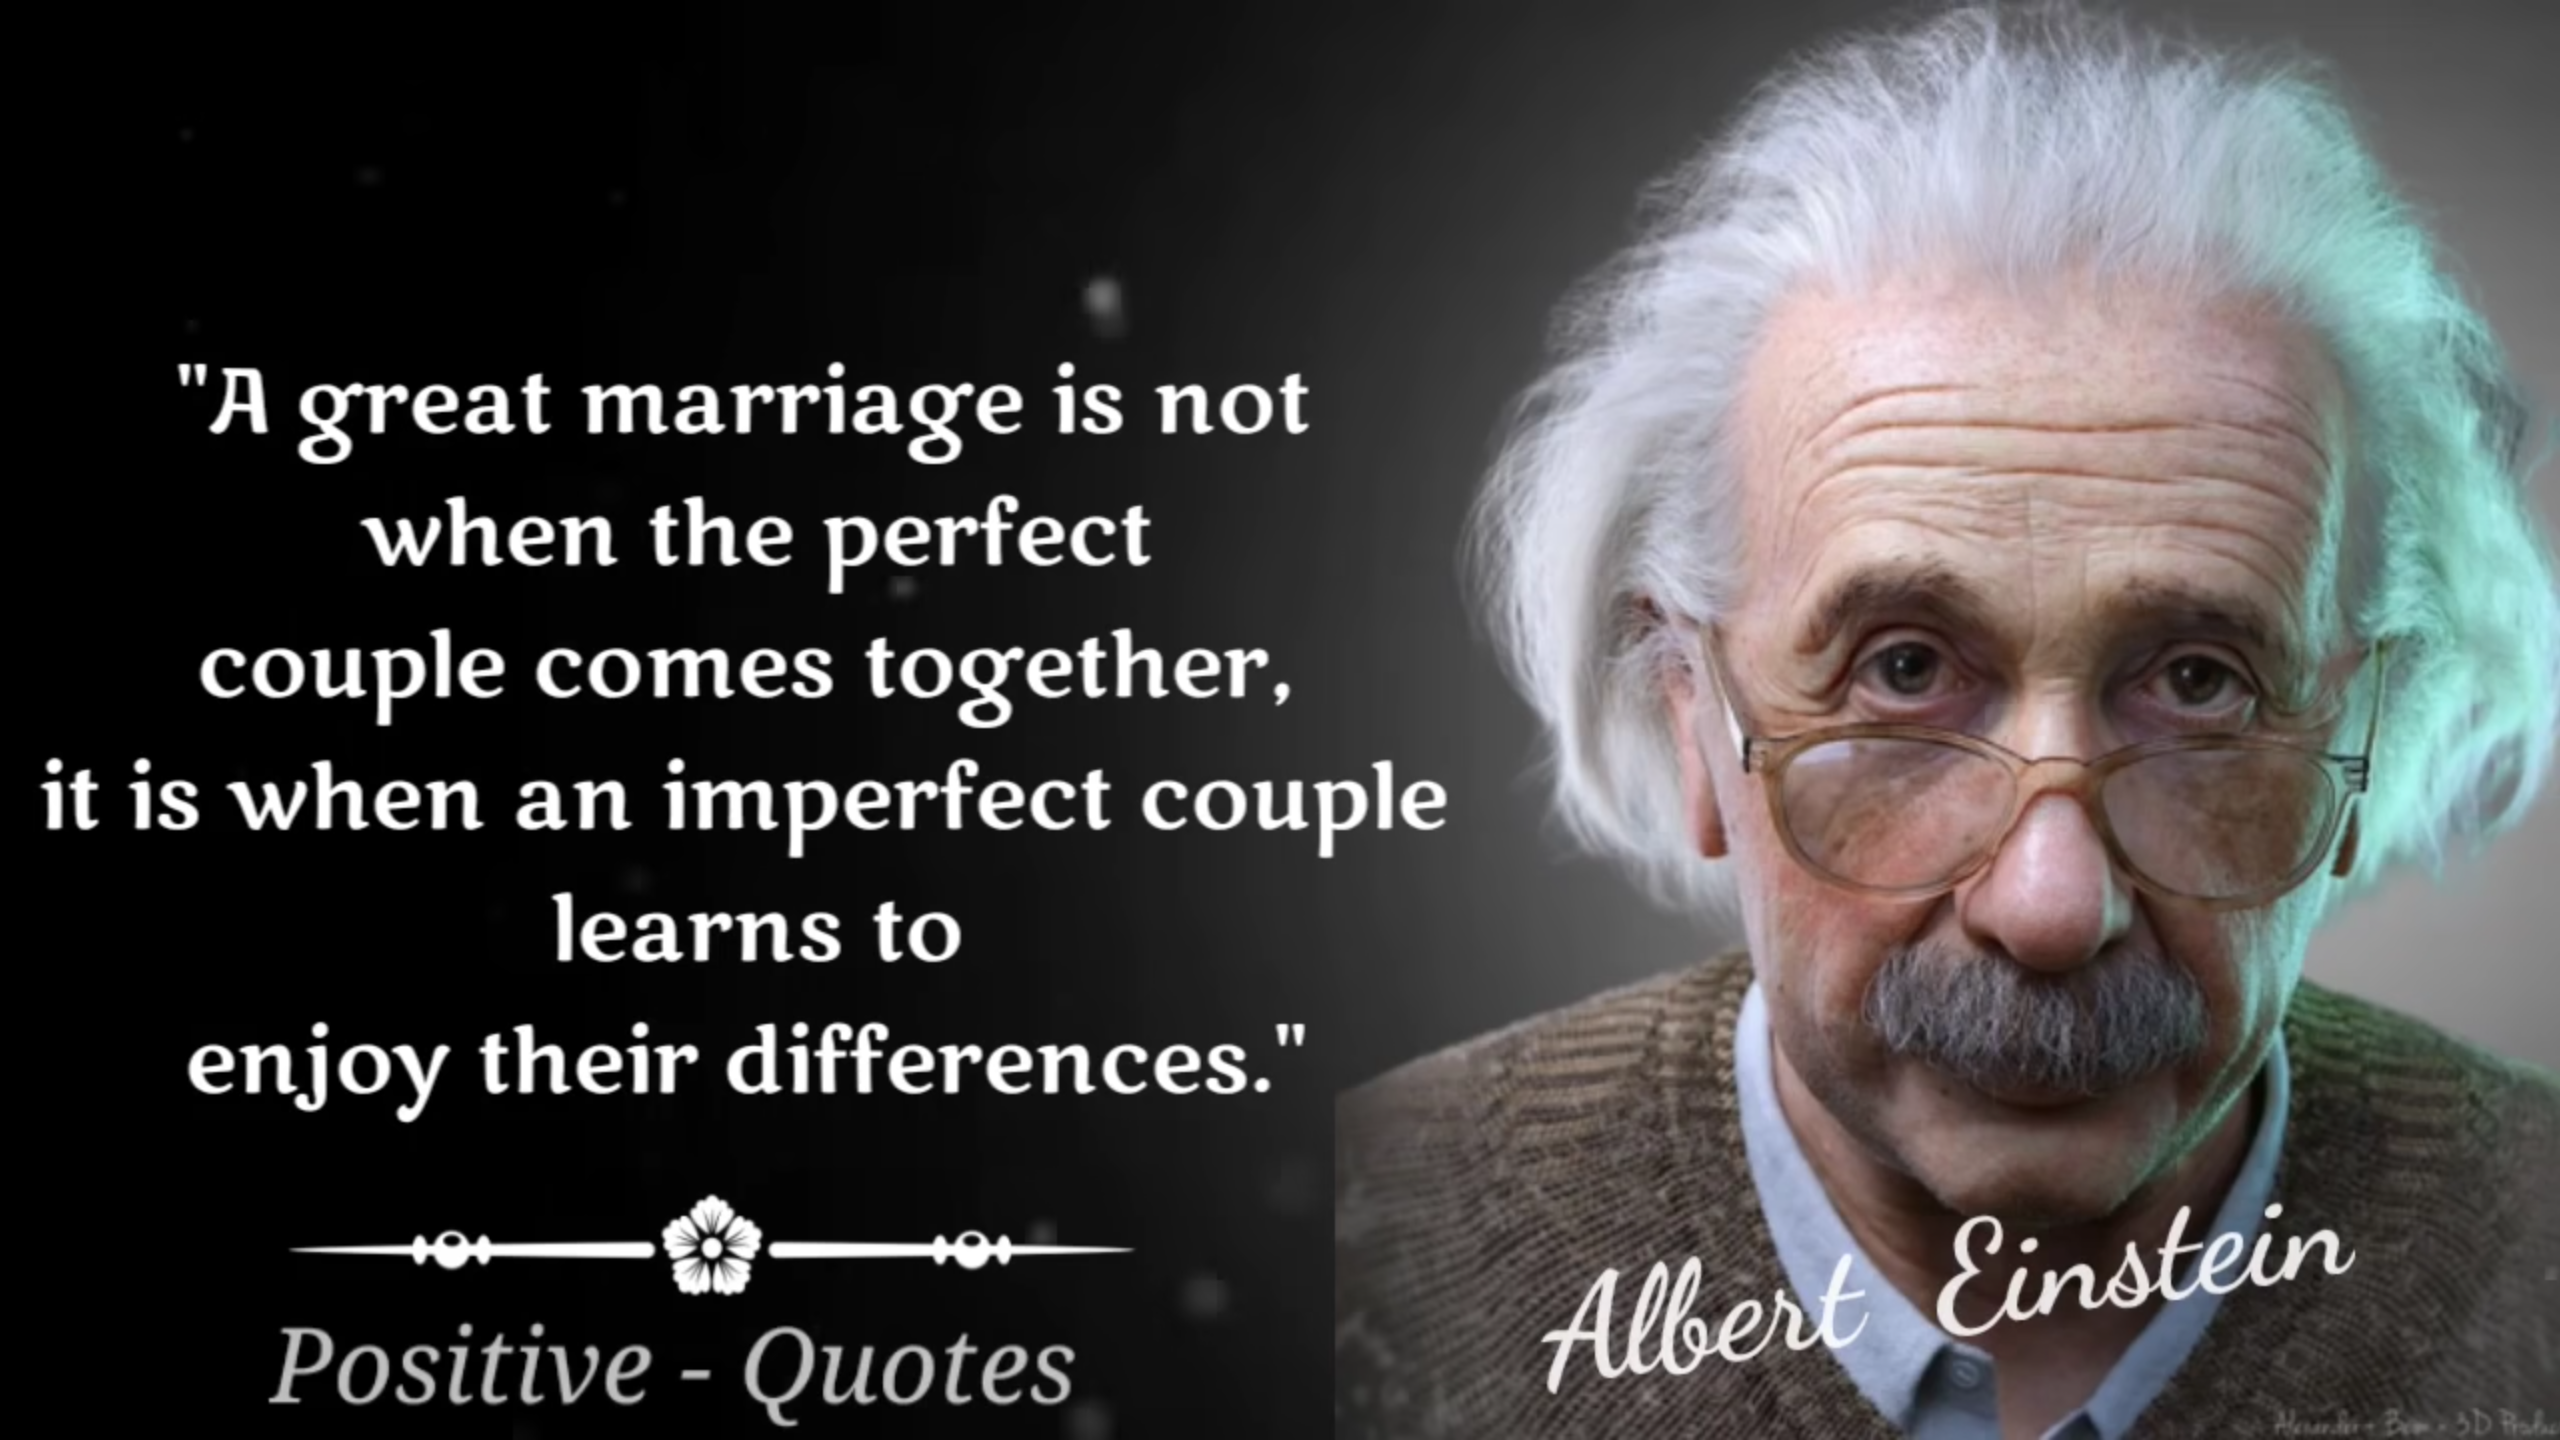 "A great marriage is not
when the perfect
couple comes together,
it is when an imperfect couple
learns to
enjoy their differences."
Positive - Quotes
Albert Einstein
3D